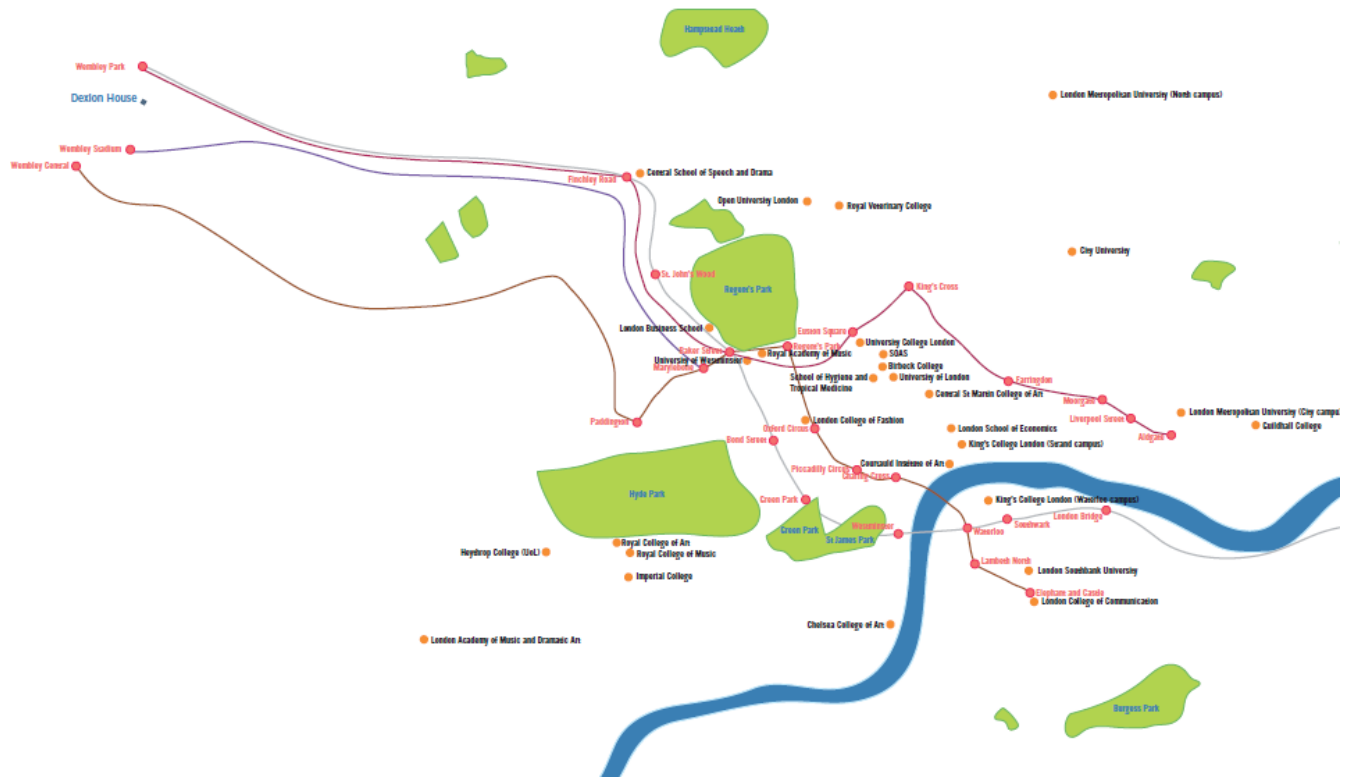 Hampstead Heath
Wembley Park
Dexion House
London Metropolitan University (North campus)
Wembley Stadium
Wembley Central
Finchley Road
Central School of Speech and Drama
Open University London
Royal Veterinary College
City University
St. John's Wood
Regent's Park
King's Cross
London Business School
Euston Square
University College London
Baker Street
Regent's Park
Royal Academy of Music
SOAS
University of Westminster
Marylebone
Birbeck College
School of Hygiene and
Tropical Medicine
University of London
Farringdon
Central St Martin College of Art
Moorgate
Liverpool Street
Aldgate
London Metropolitan University (City campu
Guildhall College
Paddington
London College of Fashion
Oxford Circus
Bond Street
London School of Economics
King's College London (Strand campus)
Courtauld Institute of Art
Piccadilly Circus
Charing Cross
Hyde Park
Green Park
King's College London (Waterloo campus)
London Bridge
Southwark
Westminster
Waterloo
Green Park
St James Park
Royal College of Art
Heythrop College (UoL)
Royal College of Music
Imperial College
Lambeth North
London Southbank University
Elephant and Castle
London College of Communication
Chelsea College of Art
London Academy of Music and Dramatic Art
Burgess Park